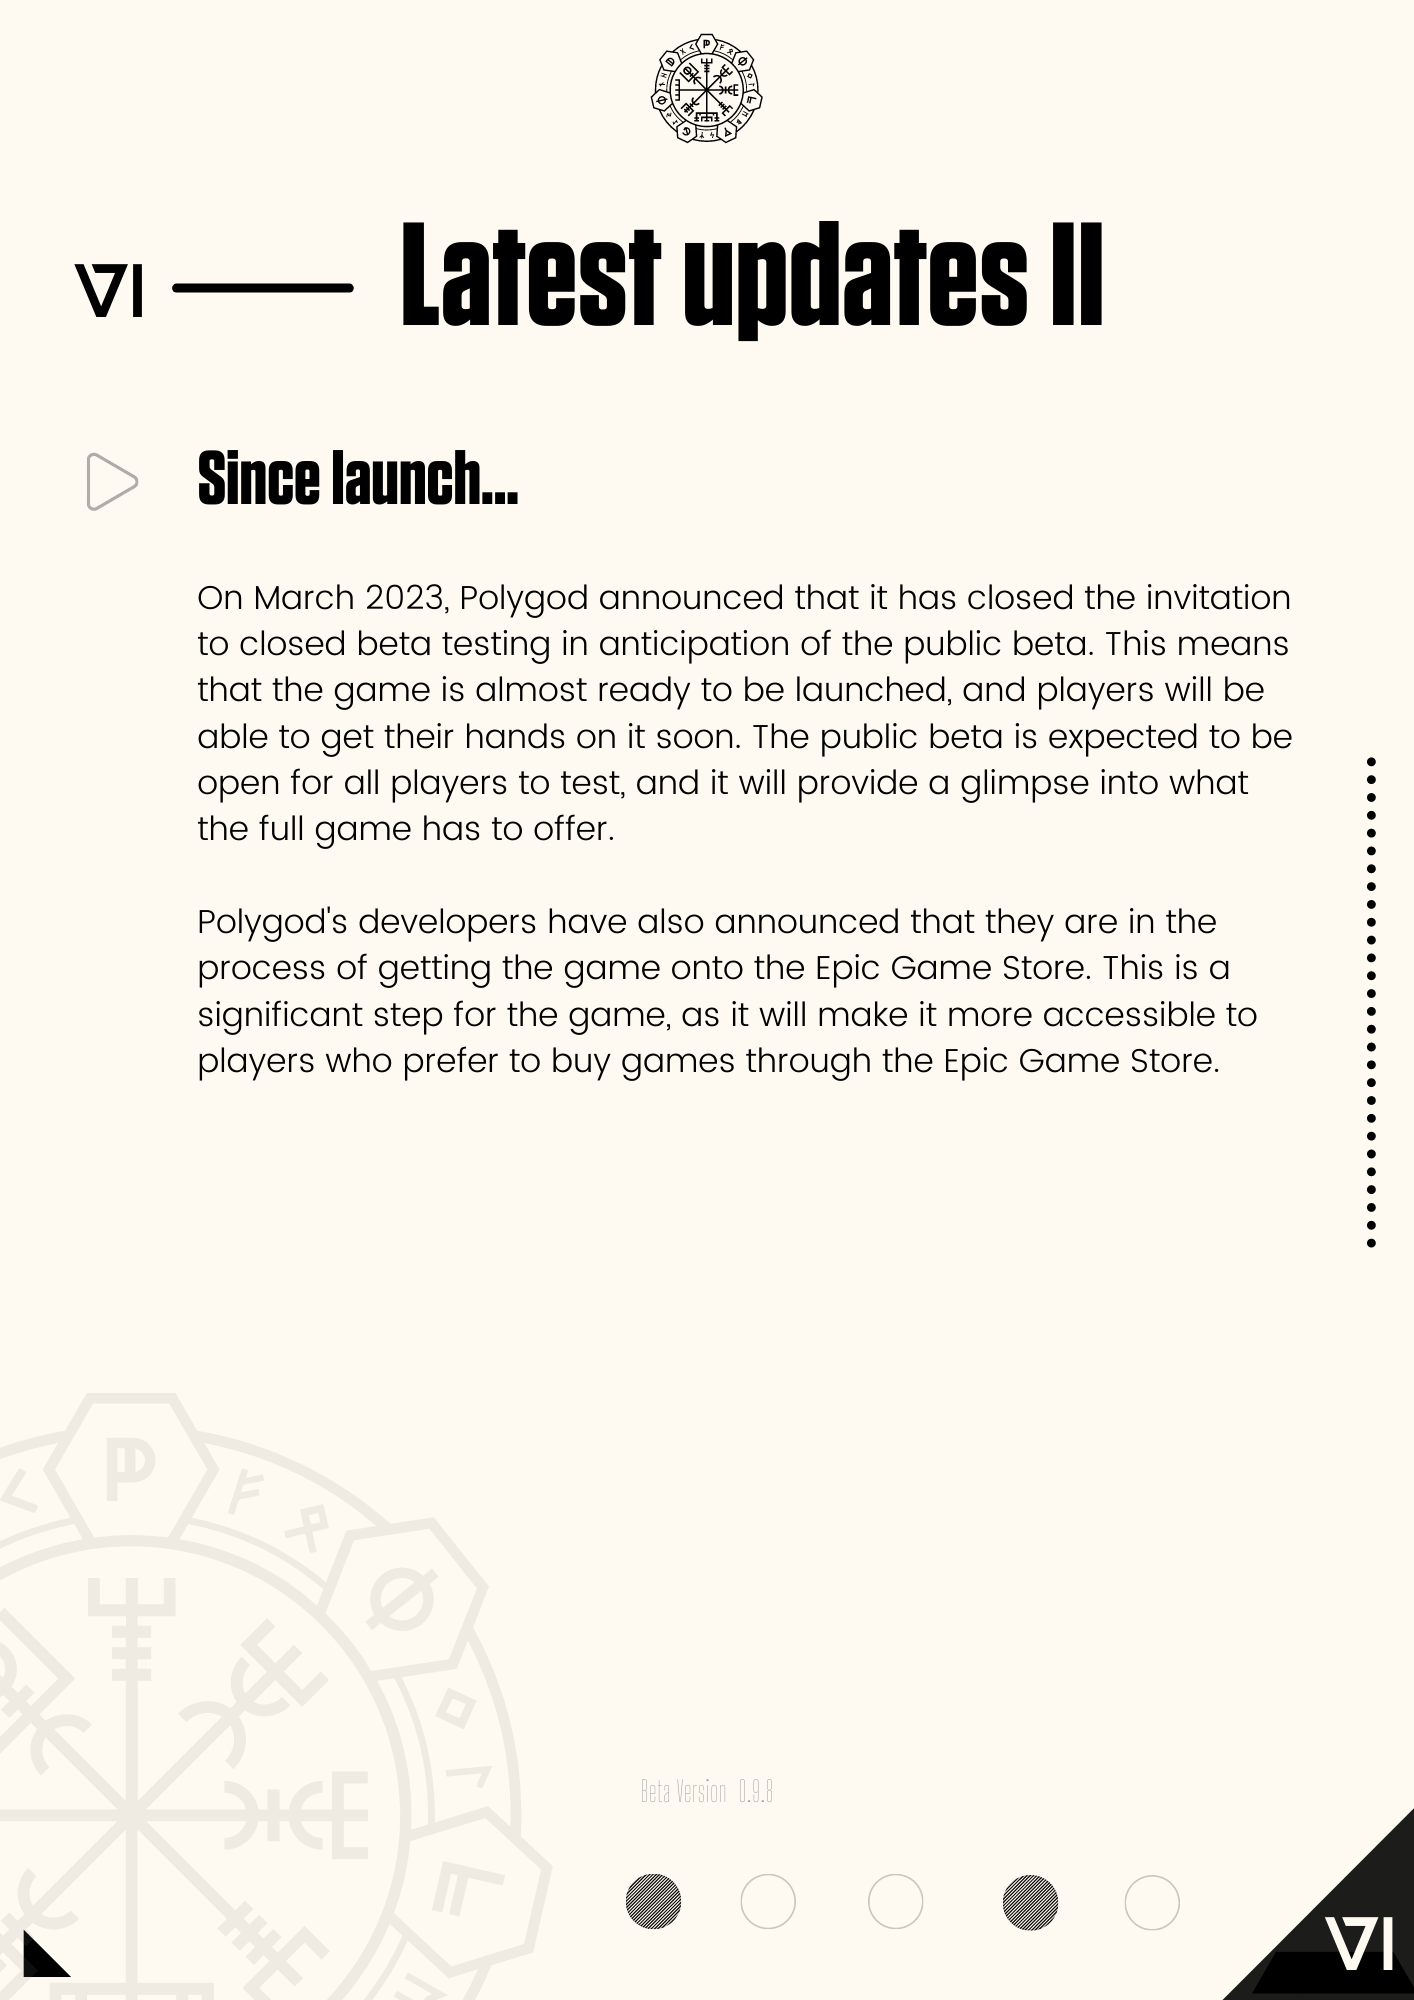 VI
Latest updates II
Since launch...
On March 2023, Polygod announced that it has closed the invitation
to closed beta testing in anticipation of the public beta. This means
that the game is almost ready to be launched, and players will be
able to get their hands on it soon. The public beta is expected to be
open for all players to test, and it will provide a glimpse into what
the full game has to offer.
Polygod's developers have also announced that they are in the
process of getting the game onto the Epic Game Store. This is a
significant step for the game, as it will make it more accessible to
players who prefer to buy games through the Epic Game Store.
Beta Version 0.9.8
VI